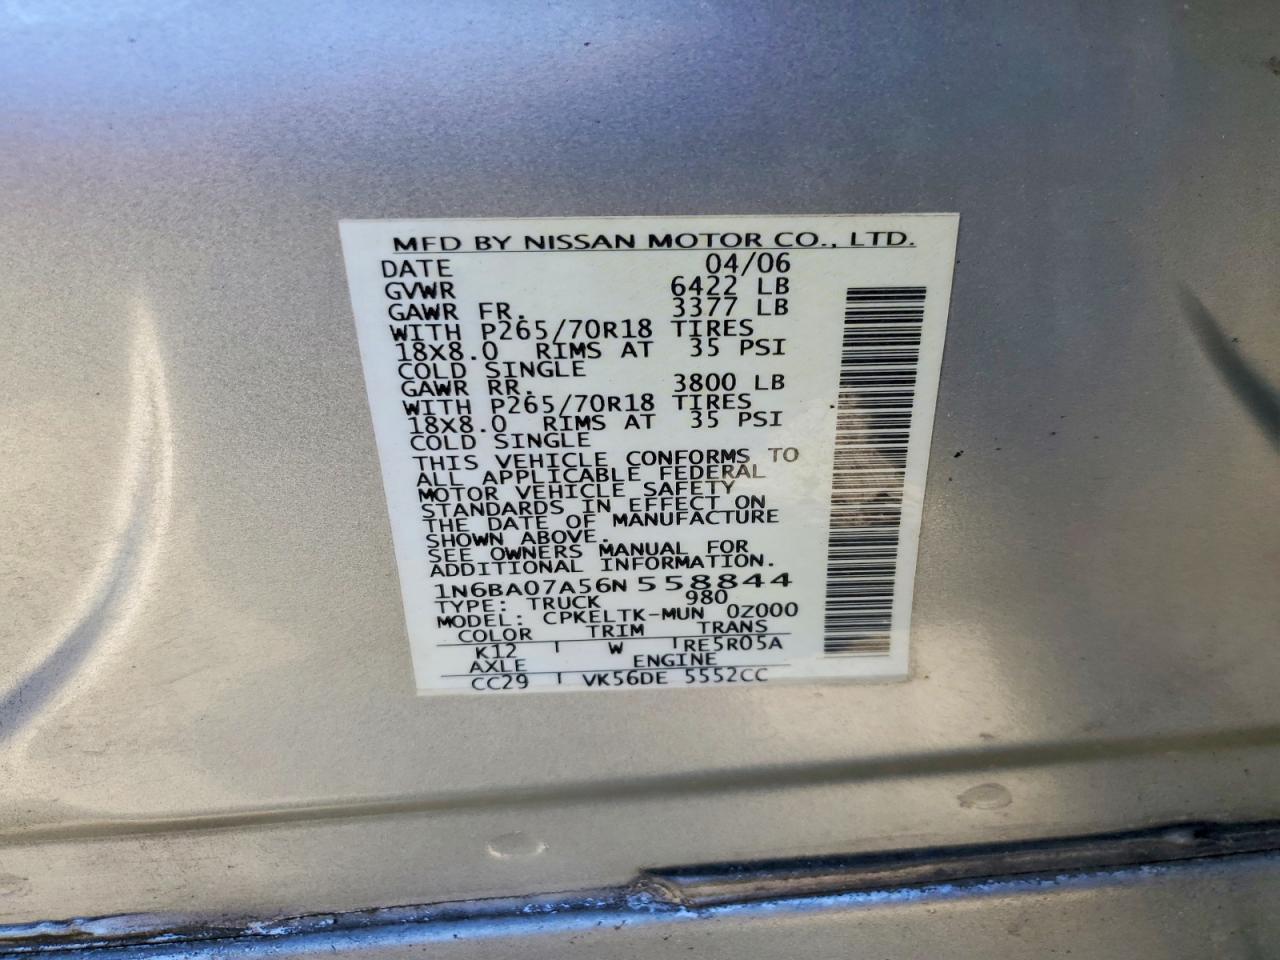 MFD BY NISSAN MOTOR CO., LTD.
DATE 04/06
GVWR 6422 LB
GAWR FR. 3377 LB
WITH P265/70R18 TIRES
18X8.0 RIMS AT 35 PSI
COLD SINGLE
GAWR RR. 3800 LB
WITH P265/70R18 TIRES
18X8.0 RIMS AT 35 PSI
COLD SINGLE
THIS VEHICLE CONFORMS TO
ALL APPLICABLE FEDERAL
MOTOR VEHICLE SAFETY
STANDARDS IN EFFECT ON
THE DATE OF MANUFACTURE
SHOWN ABOVE.
SEE OWNERS MANUAL FOR
ADDITIONAL INFORMATION.
1N6BA07A56N558844
TYPE: TRUCK 980
MODEL: CPKELTK-MUN 0Z000
COLOR TRIM TRANS
K12 W RE5R05A
AXLE ENGINE
CC29 VK56DE 5552CC